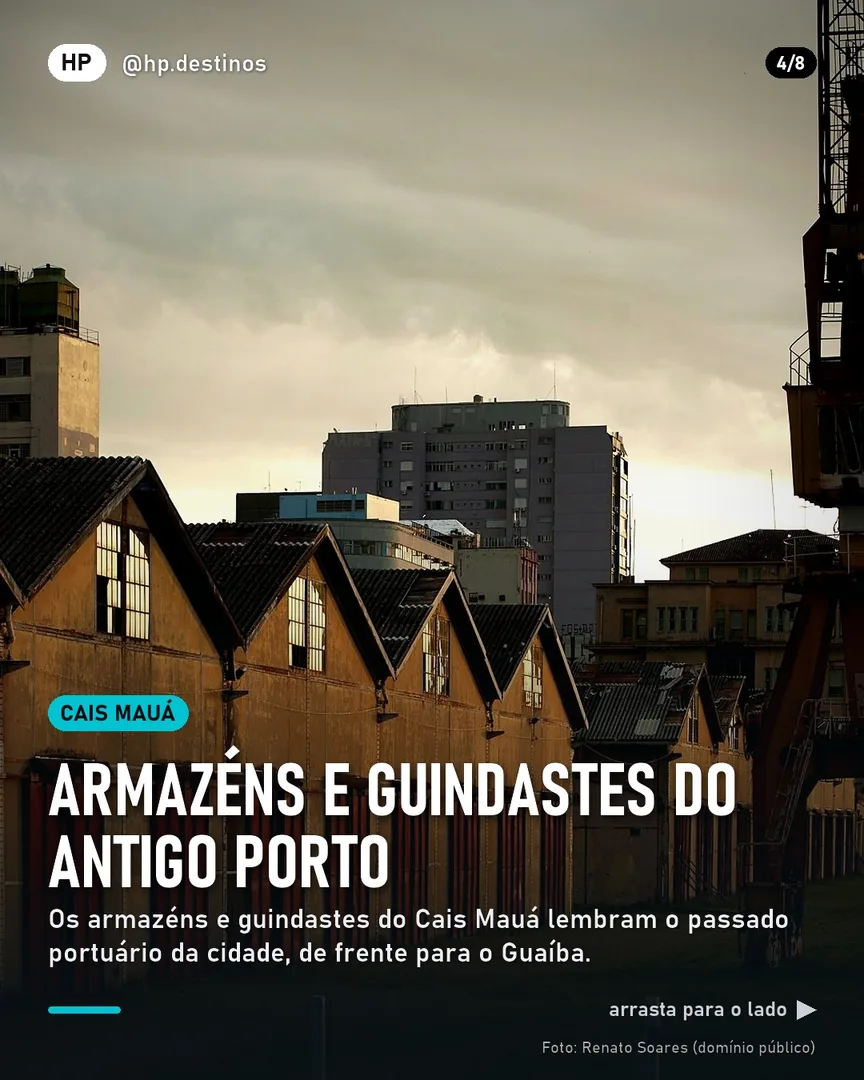 HP @hp.destinos 4/8
CAIS MAUÁ
ARMAZÉNS E GUINDASTES DO
ANTIGO PORTO
Os armazéns e guindastes do Cais Mauá lembram o passado
portuário da cidade, de frente para o Guaíba.
arrasta para o lado ▶
Foto: Renato Soares (domínio público)